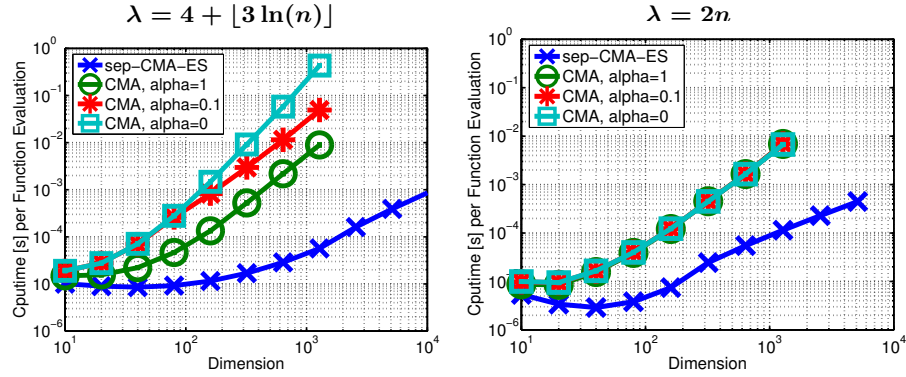 λ = 4 + ⌊3 ln(n)⌋
10^0
10^-1
10^-2
10^-3
10^-4
10^-5
10^-6
Cputime [s] per Function Evaluation
sep−CMA−ES
CMA, alpha=1
CMA, alpha=0.1
CMA, alpha=0
10^1 10^2 10^3 10^4
Dimension
λ = 2n
10^0
10^-1
10^-2
10^-3
10^-4
10^-5
10^-6
Cputime [s] per Function Evaluation
sep−CMA−ES
CMA, alpha=1
CMA, alpha=0.1
CMA, alpha=0
10^1 10^2 10^3 10^4
Dimension